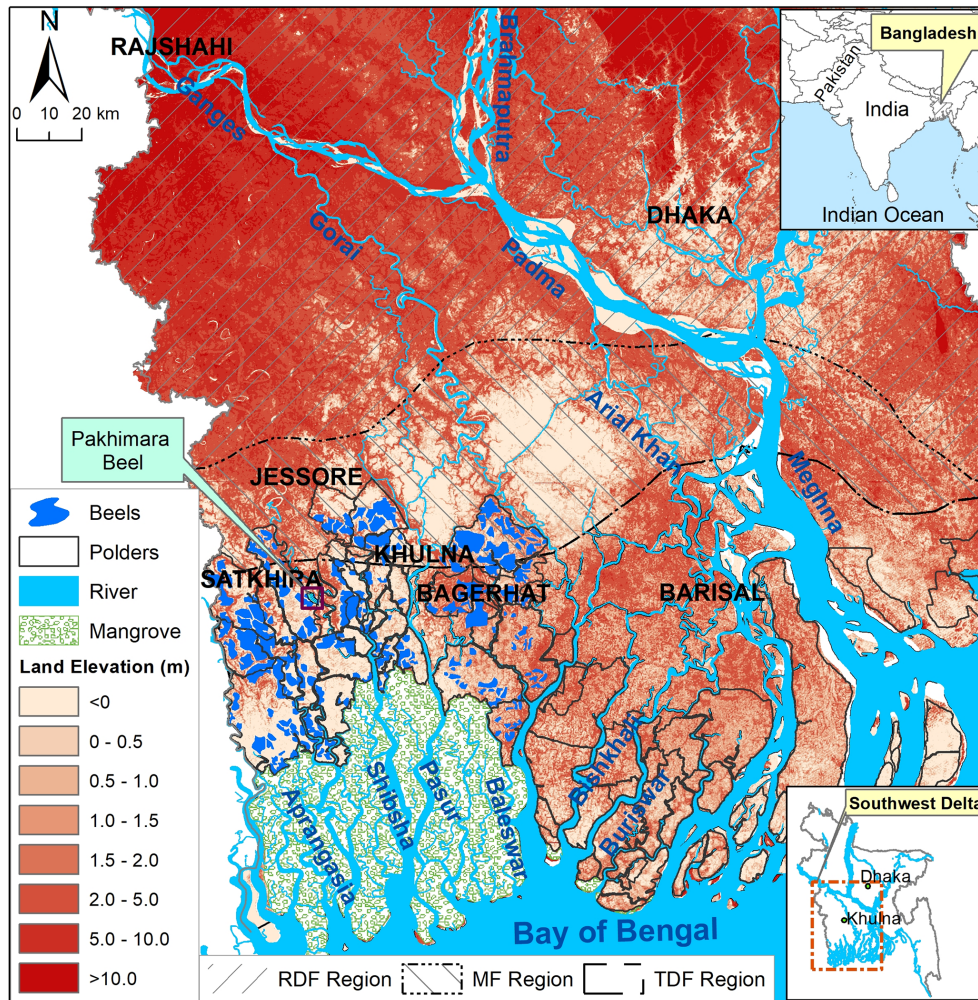 N
0 10 20 km
RAJSHAHI
Ganges
Brahmaputra
Gorai
Padma
DHAKA
Bangladesh
Pakistan
India
Indian Ocean
Arial Khan
Meghna
Pakhimara
Beel
JESSORE
KHULNA
SATKHIRA
BAGERHAT
BARISAL
Beels
Polders
River
Mangrove
Land Elevation (m)
<0
0 - 0.5
0.5 - 1.0
1.0 - 1.5
1.5 - 2.0
2.0 - 5.0
5.0 - 10.0
>10.0
Aprangasia
Shibsha
Pasur
Baleswar
Bishkhali
Buriswar
Bay of Bengal
Southwest Delta
Dhaka
Khulna
RDF Region
MF Region
TDF Region